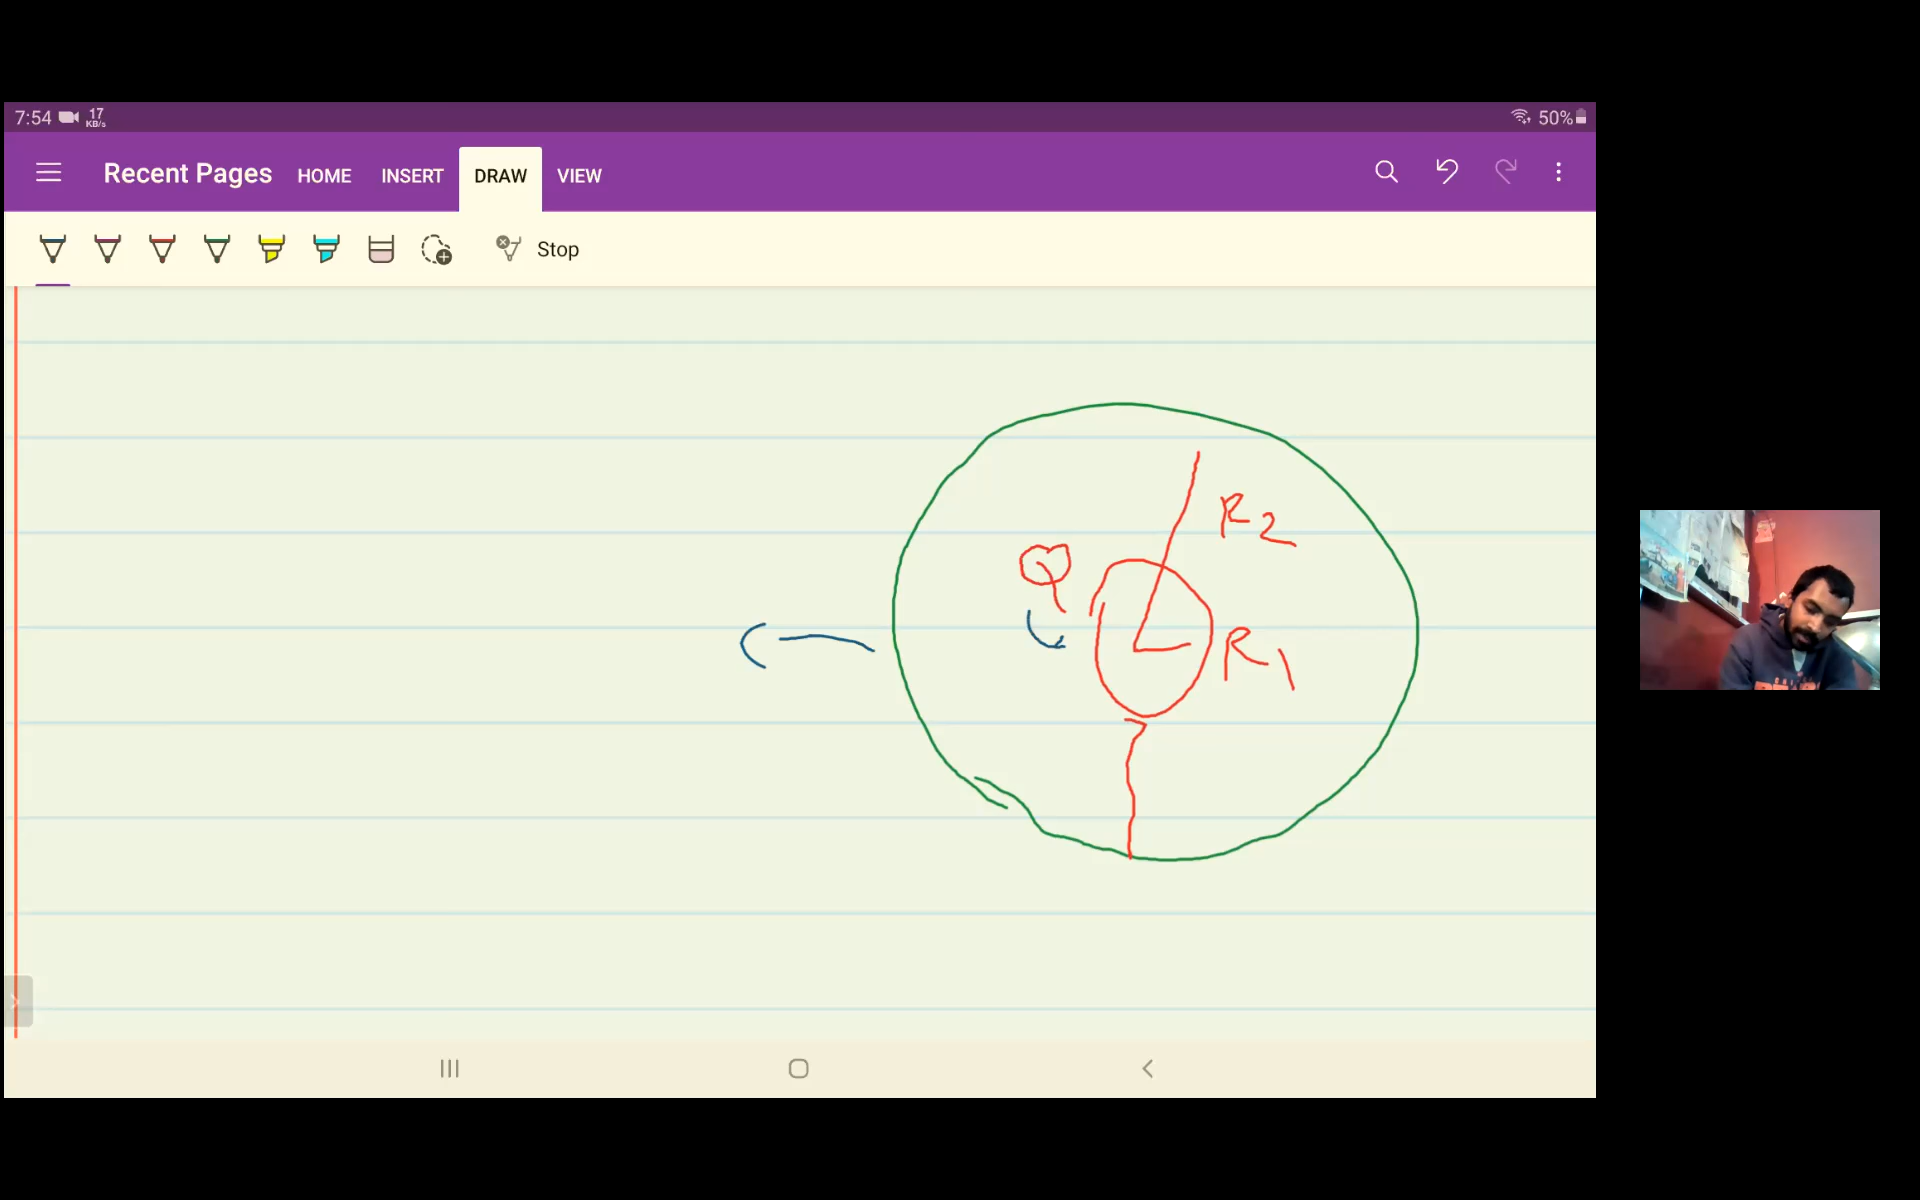 7:54 17 KB/s 50%
Recent Pages HOME INSERT DRAW VIEW
Stop
R2
Q
R1